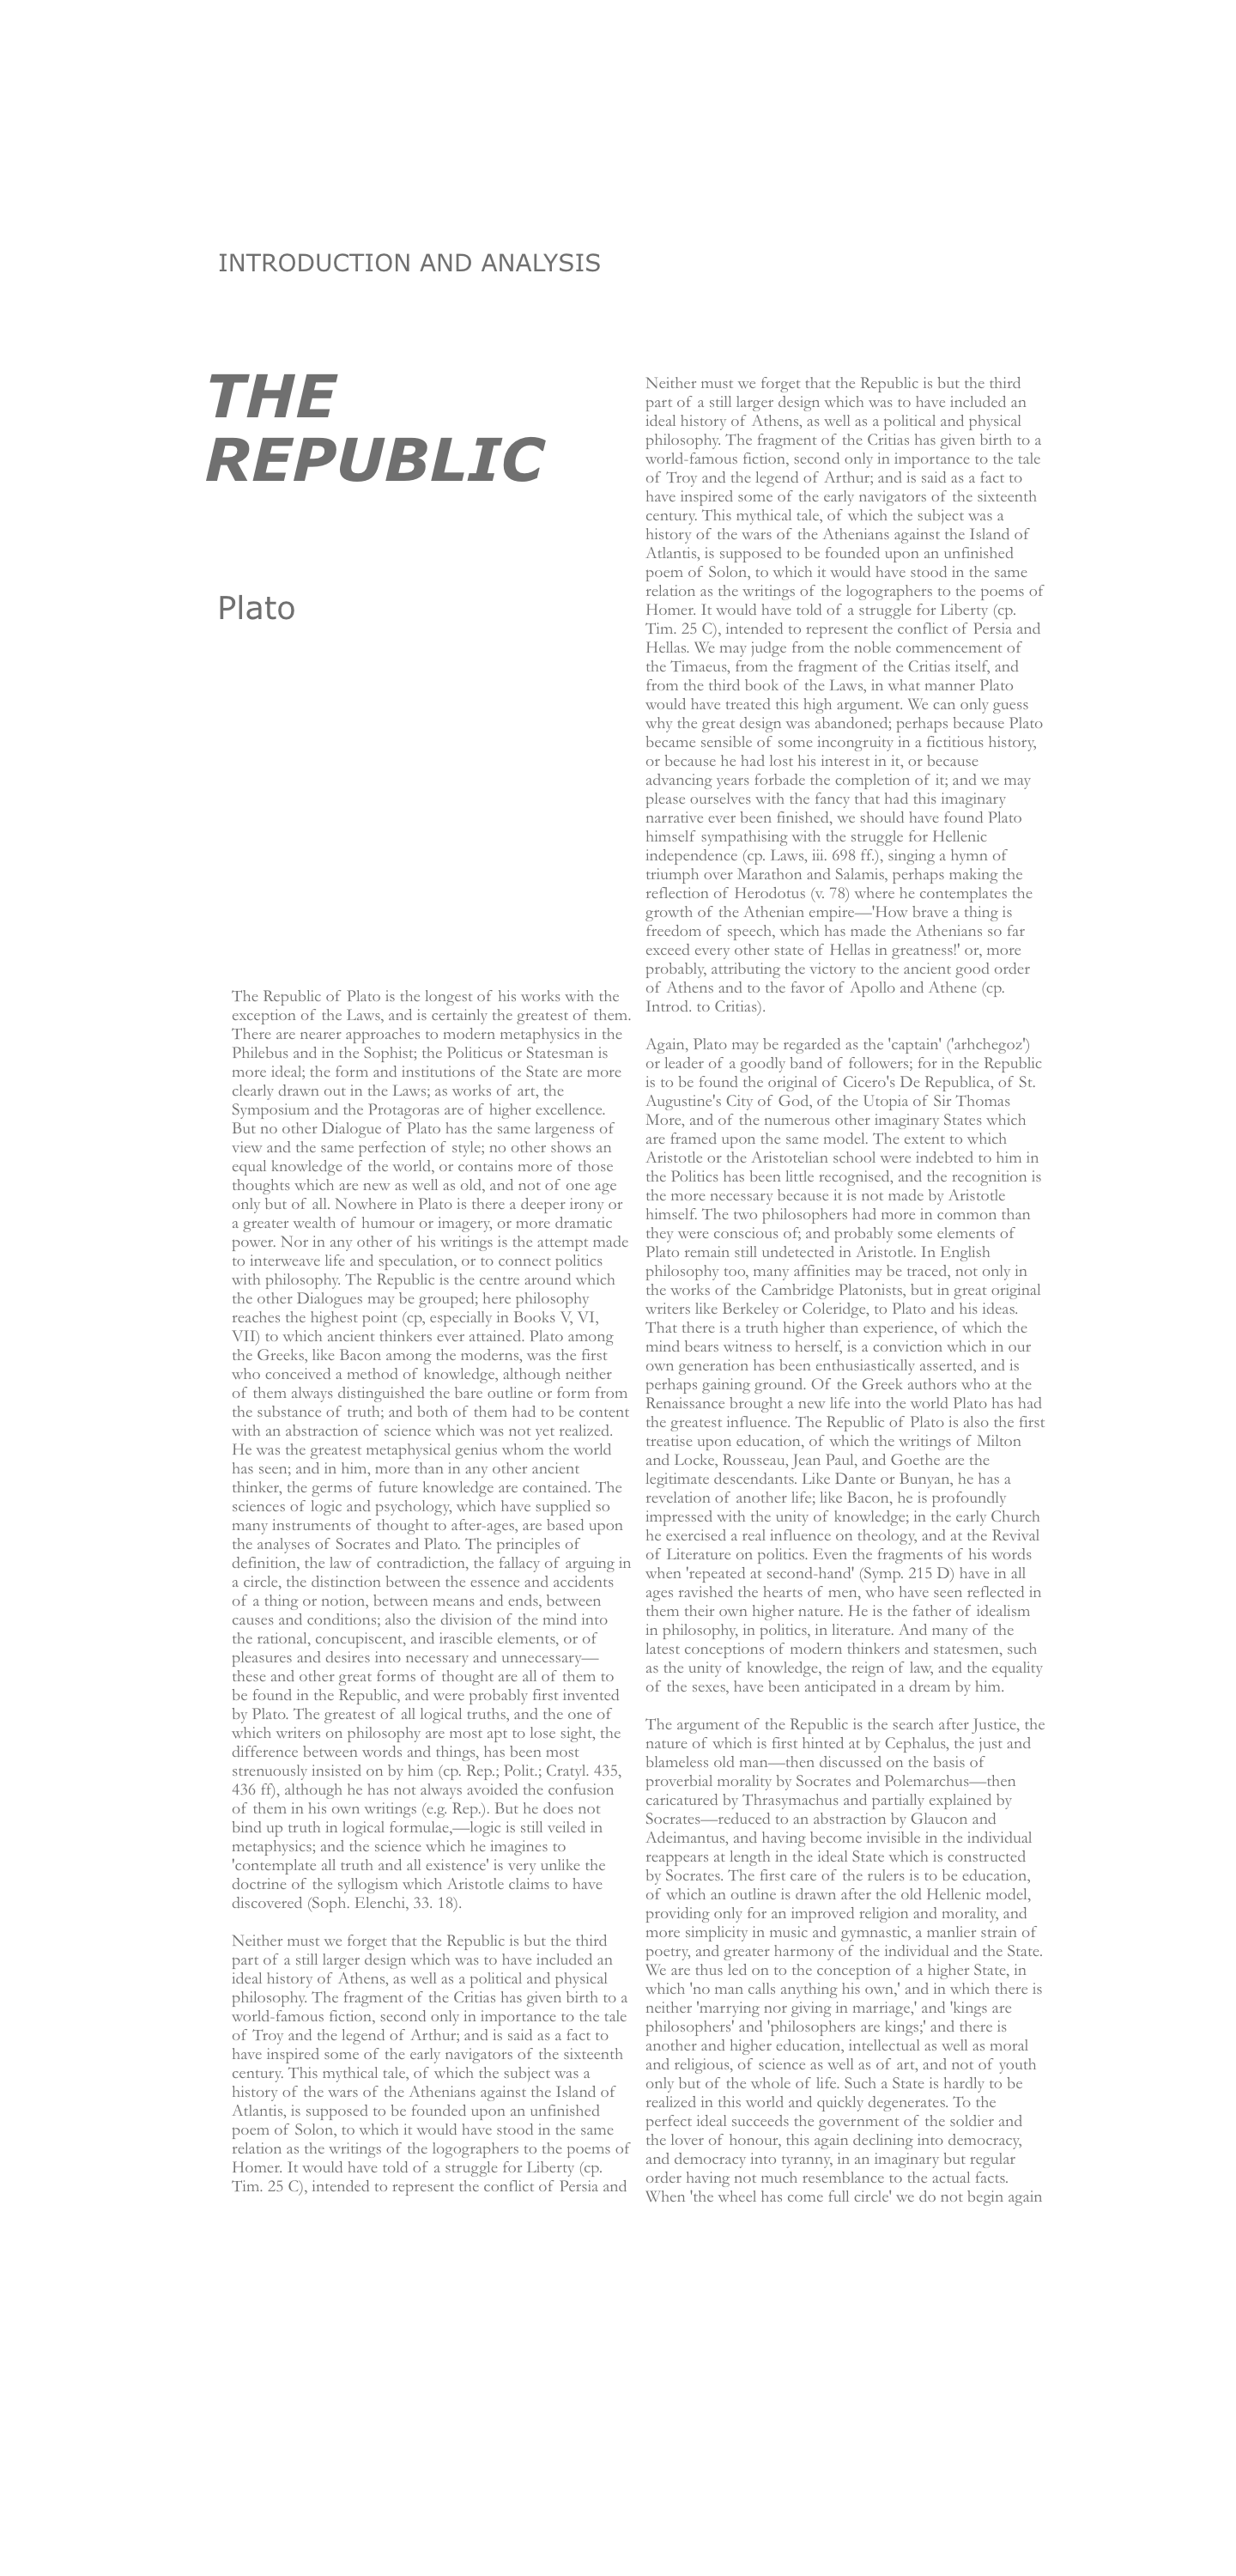 INTRODUCTION AND ANALYSIS
THE
REPUBLIC
Plato
The Republic of Plato is the longest of his works with the
exception of the Laws, and is certainly the greatest of them.
There are nearer approaches to modern metaphysics in the
Philebus and in the Sophist; the Politicus or Statesman is
more ideal; the form and institutions of the State are more
clearly drawn out in the Laws; as works of art, the
Symposium and the Protagoras are of higher excellence.
But no other Dialogue of Plato has the same largeness of
view and the same perfection of style; no other shows an
equal knowledge of the world, or contains more of those
thoughts which are new as well as old, and not of one age
only but of all. Nowhere in Plato is there a deeper irony or
a greater wealth of humour or imagery, or more dramatic
power. Nor in any other of his writings is the attempt made
to interweave life and speculation, or to connect politics
with philosophy. The Republic is the centre around which
the other Dialogues may be grouped; here philosophy
reaches the highest point (cp, especially in Books V, VI,
VII) to which ancient thinkers ever attained. Plato among
the Greeks, like Bacon among the moderns, was the first
who conceived a method of knowledge, although neither
of them always distinguished the bare outline or form from
the substance of truth; and both of them had to be content
with an abstraction of science which was not yet realized.
He was the greatest metaphysical genius whom the world
has seen; and in him, more than in any other ancient
thinker, the germs of future knowledge are contained. The
sciences of logic and psychology, which have supplied so
many instruments of thought to after-ages, are based upon
the analyses of Socrates and Plato. The principles of
definition, the law of contradiction, the fallacy of arguing in
a circle, the distinction between the essence and accidents
of a thing or notion, between means and ends, between
causes and conditions; also the division of the mind into
the rational, concupiscent, and irascible elements, or of
pleasures and desires into necessary and unnecessary—
these and other great forms of thought are all of them to
be found in the Republic, and were probably first invented
by Plato. The greatest of all logical truths, and the one of
which writers on philosophy are most apt to lose sight, the
difference between words and things, has been most
strenuously insisted on by him (cp. Rep.; Polit.; Cratyl. 435,
436 ff), although he has not always avoided the confusion
of them in his own writings (e.g. Rep.). But he does not
bind up truth in logical formulae,—logic is still veiled in
metaphysics; and the science which he imagines to
'contemplate all truth and all existence' is very unlike the
doctrine of the syllogism which Aristotle claims to have
discovered (Soph. Elenchi, 33. 18).
Neither must we forget that the Republic is but the third
part of a still larger design which was to have included an
ideal history of Athens, as well as a political and physical
philosophy. The fragment of the Critias has given birth to a
world-famous fiction, second only in importance to the tale
of Troy and the legend of Arthur; and is said as a fact to
have inspired some of the early navigators of the sixteenth
century. This mythical tale, of which the subject was a
history of the wars of the Athenians against the Island of
Atlantis, is supposed to be founded upon an unfinished
poem of Solon, to which it would have stood in the same
relation as the writings of the logographers to the poems of
Homer. It would have told of a struggle for Liberty (cp.
Tim. 25 C), intended to represent the conflict of Persia and
Neither must we forget that the Republic is but the third
part of a still larger design which was to have included an
ideal history of Athens, as well as a political and physical
philosophy. The fragment of the Critias has given birth to a
world-famous fiction, second only in importance to the tale
of Troy and the legend of Arthur; and is said as a fact to
have inspired some of the early navigators of the sixteenth
century. This mythical tale, of which the subject was a
history of the wars of the Athenians against the Island of
Atlantis, is supposed to be founded upon an unfinished
poem of Solon, to which it would have stood in the same
relation as the writings of the logographers to the poems of
Homer. It would have told of a struggle for Liberty (cp.
Tim. 25 C), intended to represent the conflict of Persia and
Hellas. We may judge from the noble commencement of
the Timaeus, from the fragment of the Critias itself, and
from the third book of the Laws, in what manner Plato
would have treated this high argument. We can only guess
why the great design was abandoned; perhaps because Plato
became sensible of some incongruity in a fictitious history,
or because he had lost his interest in it, or because
advancing years forbade the completion of it; and we may
please ourselves with the fancy that had this imaginary
narrative ever been finished, we should have found Plato
himself sympathising with the struggle for Hellenic
independence (cp. Laws, iii. 698 ff.), singing a hymn of
triumph over Marathon and Salamis, perhaps making the
reflection of Herodotus (v. 78) where he contemplates the
growth of the Athenian empire—'How brave a thing is
freedom of speech, which has made the Athenians so far
exceed every other state of Hellas in greatness!' or, more
probably, attributing the victory to the ancient good order
of Athens and to the favor of Apollo and Athene (cp.
Introd. to Critias).
Again, Plato may be regarded as the 'captain' ('arhchegoz')
or leader of a goodly band of followers; for in the Republic
is to be found the original of Cicero's De Republica, of St.
Augustine's City of God, of the Utopia of Sir Thomas
More, and of the numerous other imaginary States which
are framed upon the same model. The extent to which
Aristotle or the Aristotelian school were indebted to him in
the Politics has been little recognised, and the recognition is
the more necessary because it is not made by Aristotle
himself. The two philosophers had more in common than
they were conscious of; and probably some elements of
Plato remain still undetected in Aristotle. In English
philosophy too, many affinities may be traced, not only in
the works of the Cambridge Platonists, but in great original
writers like Berkeley or Coleridge, to Plato and his ideas.
That there is a truth higher than experience, of which the
mind bears witness to herself, is a conviction which in our
own generation has been enthusiastically asserted, and is
perhaps gaining ground. Of the Greek authors who at the
Renaissance brought a new life into the world Plato has had
the greatest influence. The Republic of Plato is also the first
treatise upon education, of which the writings of Milton
and Locke, Rousseau, Jean Paul, and Goethe are the
legitimate descendants. Like Dante or Bunyan, he has a
revelation of another life; like Bacon, he is profoundly
impressed with the unity of knowledge; in the early Church
he exercised a real influence on theology, and at the Revival
of Literature on politics. Even the fragments of his words
when 'repeated at second-hand' (Symp. 215 D) have in all
ages ravished the hearts of men, who have seen reflected in
them their own higher nature. He is the father of idealism
in philosophy, in politics, in literature. And many of the
latest conceptions of modern thinkers and statesmen, such
as the unity of knowledge, the reign of law, and the equality
of the sexes, have been anticipated in a dream by him.
The argument of the Republic is the search after Justice, the
nature of which is first hinted at by Cephalus, the just and
blameless old man—then discussed on the basis of
proverbial morality by Socrates and Polemarchus—then
caricatured by Thrasymachus and partially explained by
Socrates—reduced to an abstraction by Glaucon and
Adeimantus, and having become invisible in the individual
reappears at length in the ideal State which is constructed
by Socrates. The first care of the rulers is to be education,
of which an outline is drawn after the old Hellenic model,
providing only for an improved religion and morality, and
more simplicity in music and gymnastic, a manlier strain of
poetry, and greater harmony of the individual and the State.
We are thus led on to the conception of a higher State, in
which 'no man calls anything his own,' and in which there is
neither 'marrying nor giving in marriage,' and 'kings are
philosophers' and 'philosophers are kings;' and there is
another and higher education, intellectual as well as moral
and religious, of science as well as of art, and not of youth
only but of the whole of life. Such a State is hardly to be
realized in this world and quickly degenerates. To the
perfect ideal succeeds the government of the soldier and
the lover of honour, this again declining into democracy,
and democracy into tyranny, in an imaginary but regular
order having not much resemblance to the actual facts.
When 'the wheel has come full circle' we do not begin again